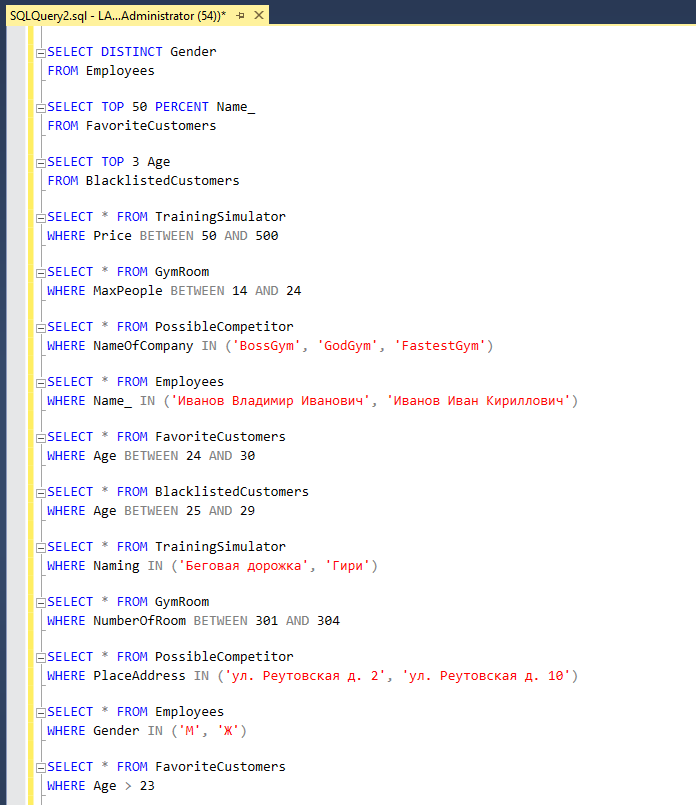 SQLQuery2.sql - LA...Administrator (54))*
SELECT DISTINCT Gender
FROM Employees
SELECT TOP 50 PERCENT Name_
FROM FavoriteCustomers
SELECT TOP 3 Age
FROM BlacklistedCustomers
SELECT * FROM TrainingSimulator
WHERE Price BETWEEN 50 AND 500
SELECT * FROM GymRoom
WHERE MaxPeople BETWEEN 14 AND 24
SELECT * FROM PossibleCompetitor
WHERE NameOfCompany IN ('BossGym', 'GodGym', 'FastestGym')
SELECT * FROM Employees
WHERE Name_ IN ('Иванов Владимир Иванович', 'Иванов Иван Кириллович')
SELECT * FROM FavoriteCustomers
WHERE Age BETWEEN 24 AND 30
SELECT * FROM BlacklistedCustomers
WHERE Age BETWEEN 25 AND 29
SELECT * FROM TrainingSimulator
WHERE Naming IN ('Беговая дорожка', 'Гири')
SELECT * FROM GymRoom
WHERE NumberOfRoom BETWEEN 301 AND 304
SELECT * FROM PossibleCompetitor
WHERE PlaceAddress IN ('ул. Реутовская д. 2', 'ул. Реутовская д. 10')
SELECT * FROM Employees
WHERE Gender IN ('М', 'Ж')
SELECT * FROM FavoriteCustomers
WHERE Age > 23